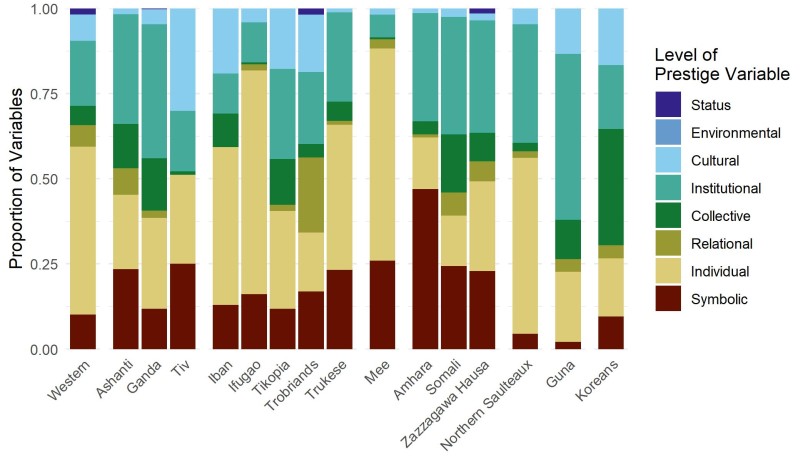 1.00
0.75
0.50
0.25
0.00
Proportion of Variables
Western
Ashanti
Ganda
Tiv
Iban
Ifugao
Tikopia
Trobriands
Trukese
Mee
Amhara
Somali
Zazzagawa Hausa
Northern Saulteaux
Guna
Koreans
Level of
Prestige Variable
Status
Environmental
Cultural
Institutional
Collective
Relational
Individual
Symbolic